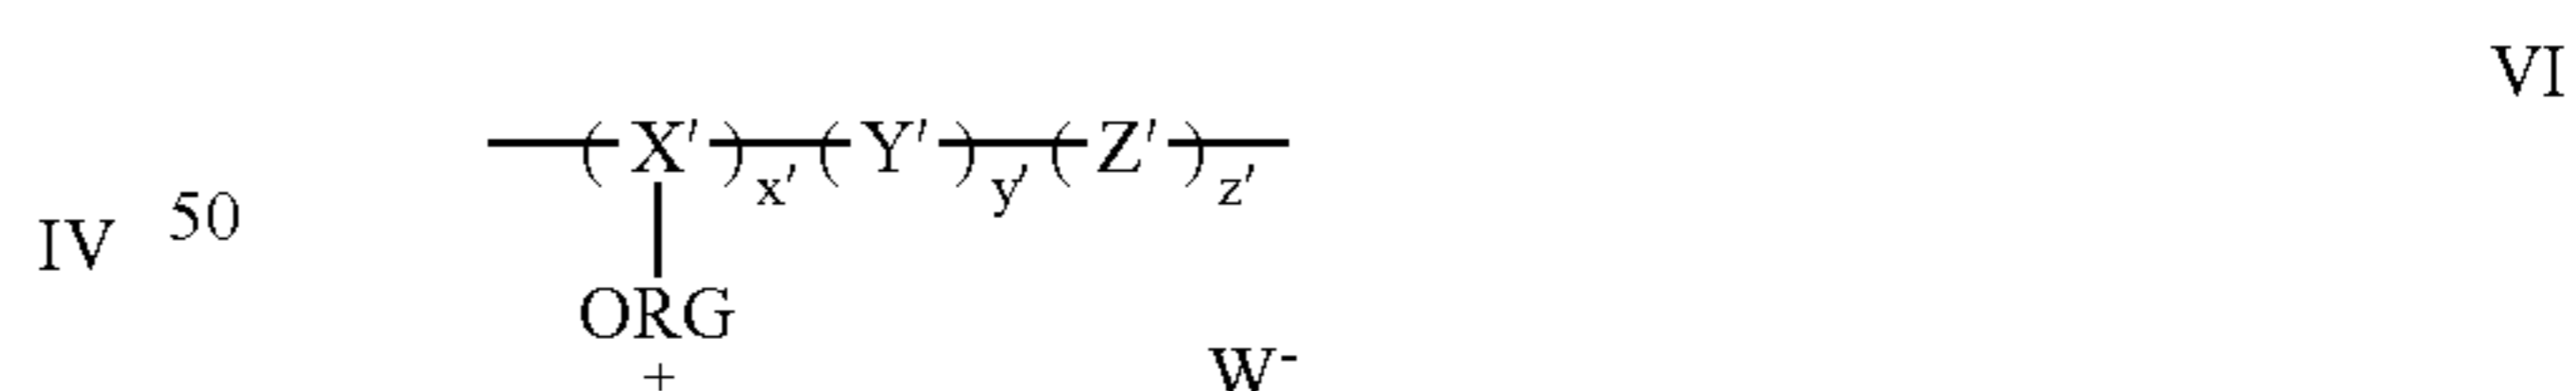 VI
—( X' )x' —( Y' )y' —( Z' )z' —
IV 50
ORG
+ W-